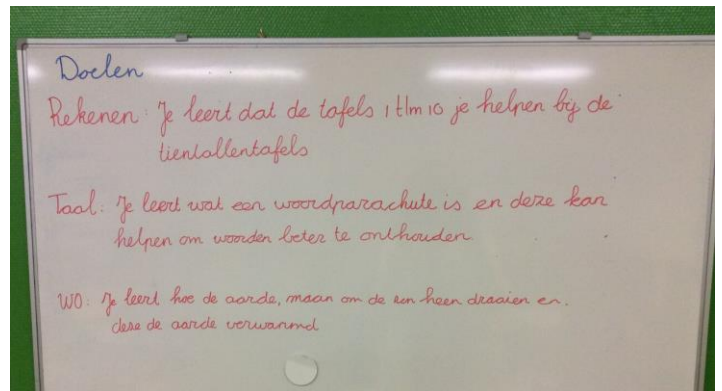 Doelen
Rekenen: Je leert dat de tafels 1 t/m 10 je helpen bij de
tientallentafels
Taal: Je leert wat een woordparachute is en deze kan
helpen om woorden beter te onthouden.
WO: Je leert hoe de aarde, maan om de zon heen draaien en.
deze de aarde verwarmd